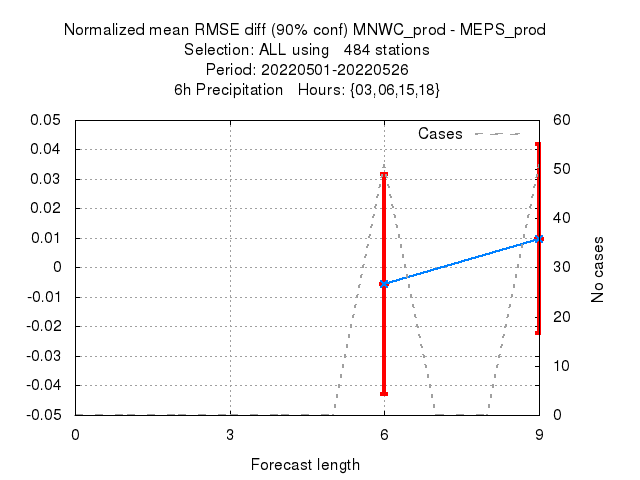 Normalized mean RMSE diff (90% conf) MNWC_prod - MEPS_prod
Selection: ALL using 484 stations
Period: 20220501-20220526
6h Precipitation Hours: {03,06,15,18}
Cases
0.05
0.04
0.03
0.02
0.01
0
-0.01
-0.02
-0.03
-0.04
-0.05
60
50
40
30
20
10
0
No cases
0 3 6 9
Forecast length